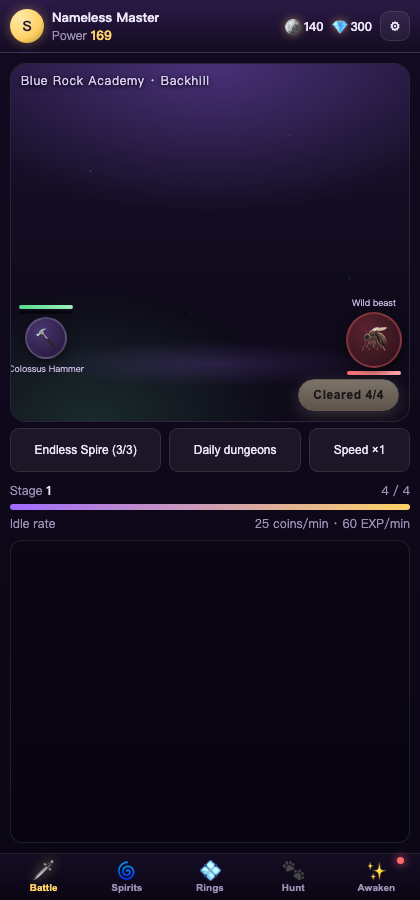 S
Nameless Master
Power 169
140
300
Blue Rock Academy · Backhill
Wild beast
Colossus Hammer
Cleared 4/4
Endless Spire (3/3)
Daily dungeons
Speed ×1
Stage 1
4 / 4
Idle rate
25 coins/min · 60 EXP/min
Battle
Spirits
Rings
Hunt
Awaken